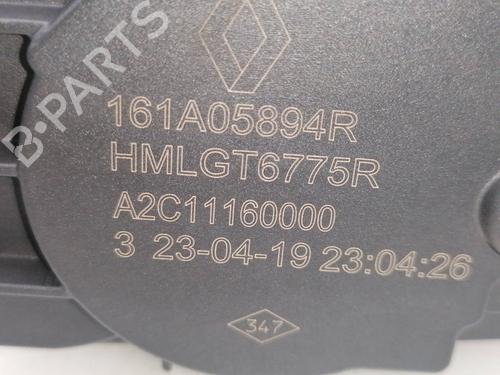 161A05894R
HMLGT6775R
A2C11160000
3 23-04-19 23:04:26
347
B-PARTS